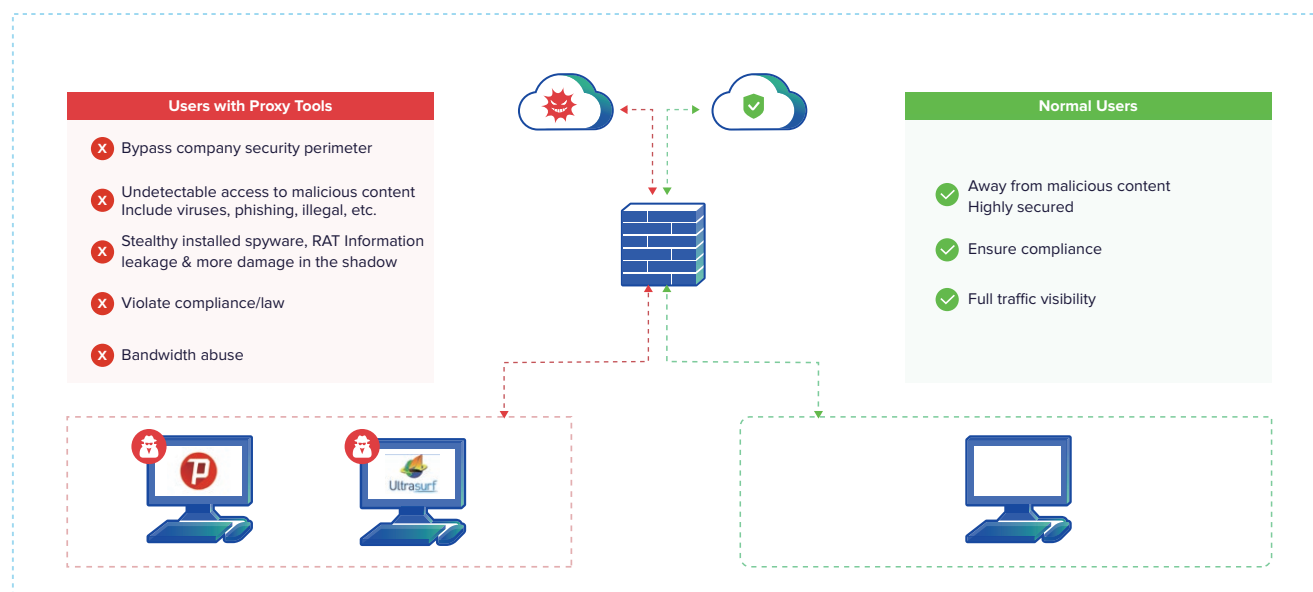 Users with Proxy Tools
X Bypass company security perimeter
X Undetectable access to malicious content
Include viruses, phishing, illegal, etc.
X Stealthy installed spyware, RAT Information
leakage & more damage in the shadow
X Violate compliance/law
X Bandwidth abuse
Normal Users
Away from malicious content
Highly secured
Ensure compliance
Full traffic visibility
P
Ultrasurf